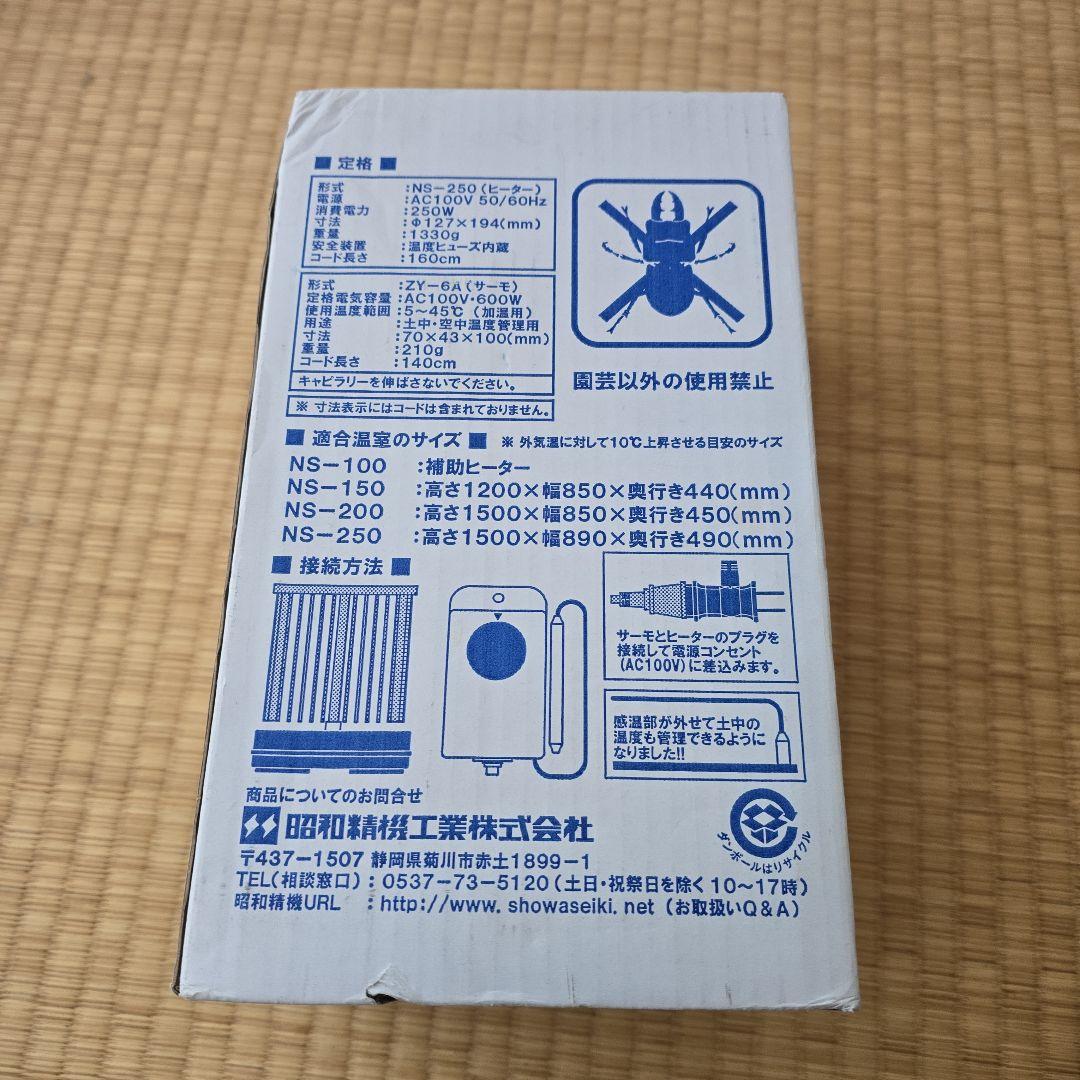 ■ 定格 ■
形式　　　：NS-250（ヒーター）
電源　　　：AC100V 50/60Hz
消費電力　：250W
寸法　　　：Φ127×194(mm)
重量　　　：1330g
安全装置　：温度ヒューズ内蔵
コード長さ　：160cm
形式　　　：ZY-6A（サーモ）
定格電気容量：AC100V・600W
使用温度範囲：5～45℃（加温用）
用途　　　：土中・空中温度管理用
寸法　　　：70×43×100(mm)
重量　　　：210g
コード長さ　：140cm
キャピラリーを伸ばさないでください。
※ 寸法表示にはコードは含まれておりません。
園芸以外の使用禁止
■ 適合温室のサイズ ■ ※ 外気温に対して10℃上昇させる目安のサイズ
NS-100　：補助ヒーター
NS-150　：高さ1200×幅850×奥行き440(mm)
NS-200　：高さ1500×幅850×奥行き450(mm)
NS-250　：高さ1500×幅890×奥行き490(mm)
■ 接続方法 ■
サーモとヒーターのプラグを
接続して電源コンセント
(AC100V)に差込みます。
感温部が外せて土中の
温度も管理できるように
なりました!!
商品についてのお問合せ
昭和精機工業株式会社
〒437-1507 静岡県菊川市赤土1899-1
TEL(相談窓口)：0537-73-5120(土日・祝祭日を除く10～17時)
昭和精機URL　：http://www.showaseiki.net（お取扱いQ&A）
ダンボールはリサイクル